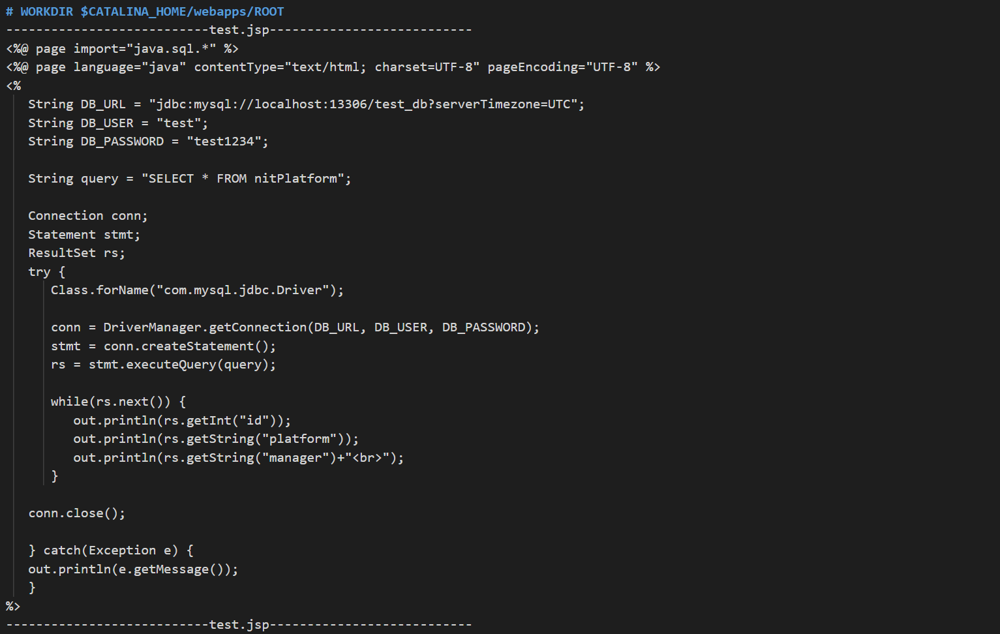 # WORKDIR $CATALINA_HOME/webapps/ROOT
---------------------------test.jsp---------------------------
<%@ page import="java.sql.*" %>
<%@ page language="java" contentType="text/html; charset=UTF-8" pageEncoding="UTF-8" %>
<%
   String DB_URL = "jdbc:mysql://localhost:13306/test_db?serverTimezone=UTC";
   String DB_USER = "test";
   String DB_PASSWORD = "test1234";

   String query = "SELECT * FROM nitPlatform";

   Connection conn;
   Statement stmt;
   ResultSet rs;
   try {
      Class.forName("com.mysql.jdbc.Driver");

      conn = DriverManager.getConnection(DB_URL, DB_USER, DB_PASSWORD);
      stmt = conn.createStatement();
      rs = stmt.executeQuery(query);

      while(rs.next()) {
         out.println(rs.getInt("id"));
         out.println(rs.getString("platform"));
         out.println(rs.getString("manager")+"<br>");
      }

   conn.close();

   } catch(Exception e) {
   out.println(e.getMessage());
   }
%>
---------------------------test.jsp---------------------------